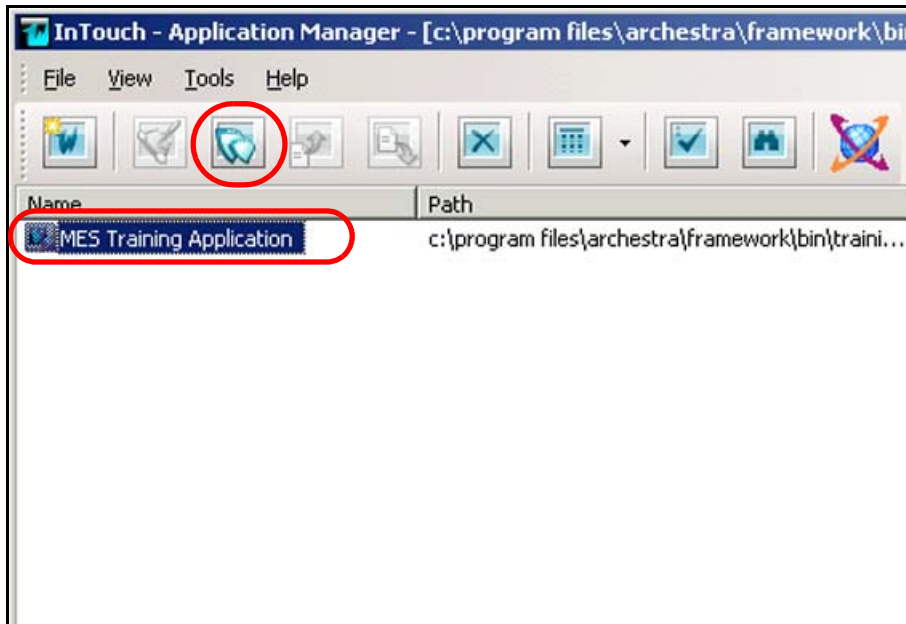 InTouch - Application Manager - [c:\program files\archestra\framework\bi
File View Tools Help
Name Path
MES Training Application c:\program files\archestra\framework\bin\traini...